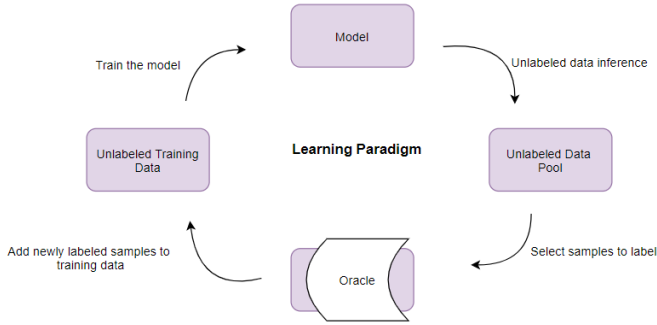 Model
Train the model
Unlabeled data inference
Unlabeled Training
Data
Learning Paradigm
Unlabeled Data
Pool
Add newly labeled samples to
training data
Oracle
Select samples to label